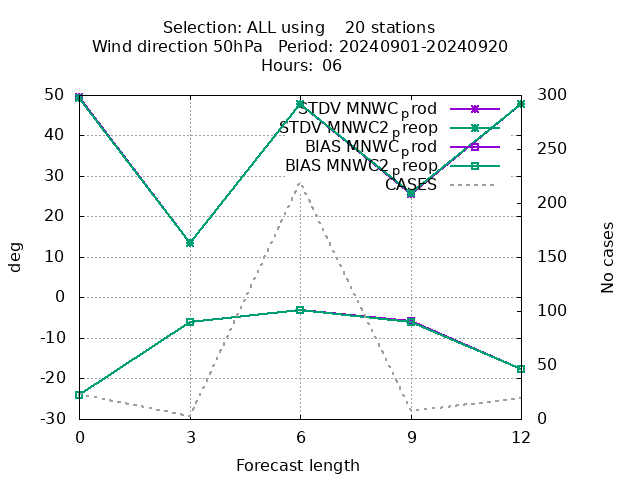 Selection: ALL using    20 stations
Wind direction 50hPa   Period: 20240901-20240920
Hours: 06
50 300
STDV MNWC_prod
STDV MNWC2_preop
40 250
BIAS MNWC_prod
BIAS MNWC2_preop
30
CASES
20 200
10 150
0 100
-10
-20 50
-30 0
deg
No cases
0 3 6 9 12
Forecast length